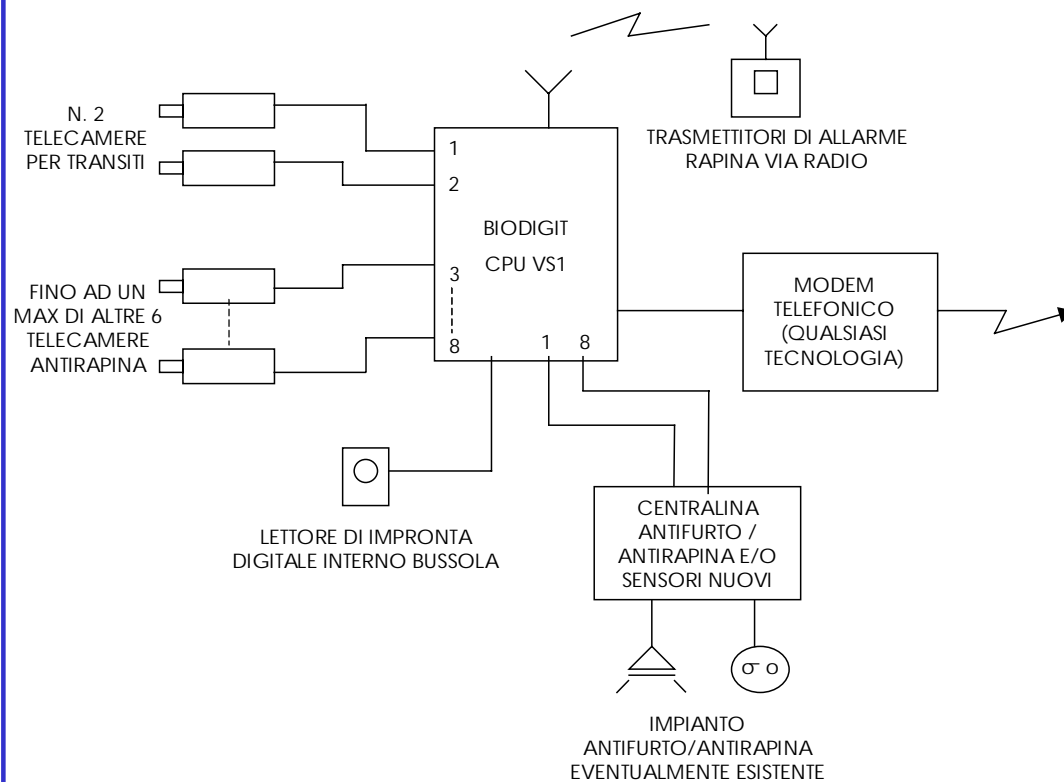 N. 2
TELECAMERE
PER TRANSITI
TRASMETTITORI DI ALLARME
RAPINA VIA RADIO
1
2
BIODIGIT
CPU VS1
3
8
1 8
FINO AD UN
MAX DI ALTRE 6
TELECAMERE
ANTIRAPINA
MODEM
TELEFONICO
(QUALSIASI
TECNOLOGIA)
LETTORE DI IMPRONTA
DIGITALE INTERNO BUSSOLA
CENTRALINA
ANTIFURTO /
ANTIRAPINA E/O
SENSORI NUOVI
IMPIANTO
ANTIFURTO/ANTIRAPINA
EVENTUALMENTE ESISTENTE